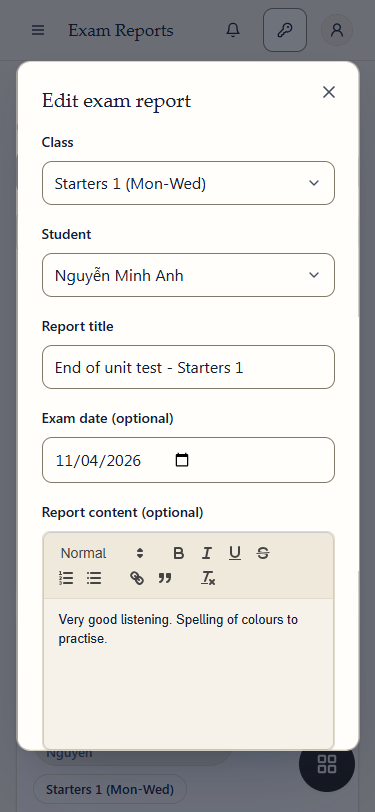 Exam Reports
Edit exam report
Class
Starters 1 (Mon-Wed)
Student
Nguyễn Minh Anh
Report title
End of unit test - Starters 1
Exam date (optional)
11/04/2026
Report content (optional)
Normal
B I U S
Very good listening. Spelling of colours to
practise.
Nguyen
Starters 1 (Mon-Wed)